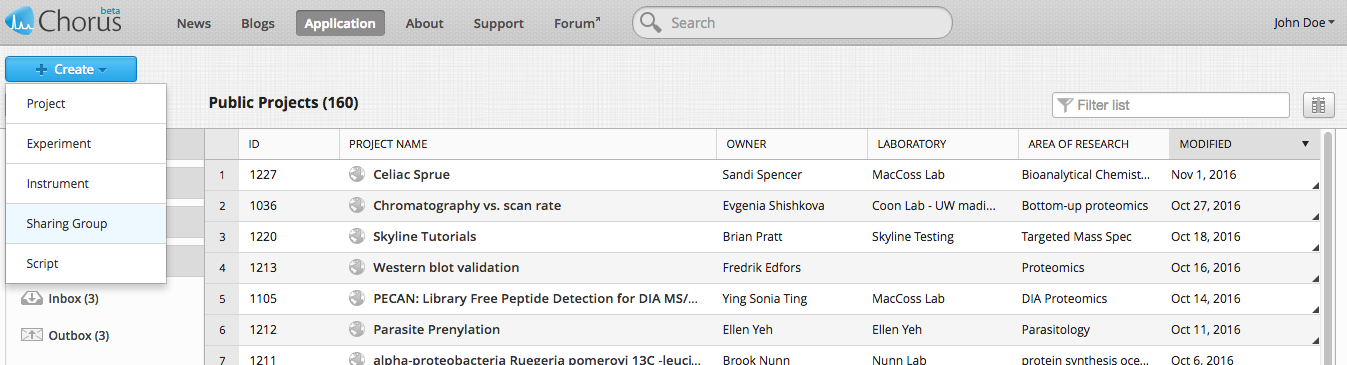 Chorus beta News Blogs Application About Support Forum↗ Search John Doe
+ Create
Project
Experiment
Instrument
Sharing Group
Script
Inbox (3)
Outbox (3)
Public Projects (160) Filter list
ID PROJECT NAME OWNER LABORATORY AREA OF RESEARCH MODIFIED
1 1227 Celiac Sprue Sandi Spencer MacCoss Lab Bioanalytical Chemist... Nov 1, 2016
2 1036 Chromatography vs. scan rate Evgenia Shishkova Coon Lab - UW madi... Bottom-up proteomics Oct 27, 2016
3 1220 Skyline Tutorials Brian Pratt Skyline Testing Targeted Mass Spec Oct 18, 2016
4 1213 Western blot validation Fredrik Edfors Proteomics Oct 16, 2016
5 1105 PECAN: Library Free Peptide Detection for DIA MS/... Ying Sonia Ting MacCoss Lab DIA Proteomics Oct 14, 2016
6 1212 Parasite Prenylation Ellen Yeh Ellen Yeh Parasitology Oct 11, 2016
7 1211 alpha-proteobacteria Ruegeria pomeroyi 13C -leuci... Brook Nunn Nunn Lab protein synthesis oce... Oct 6, 2016